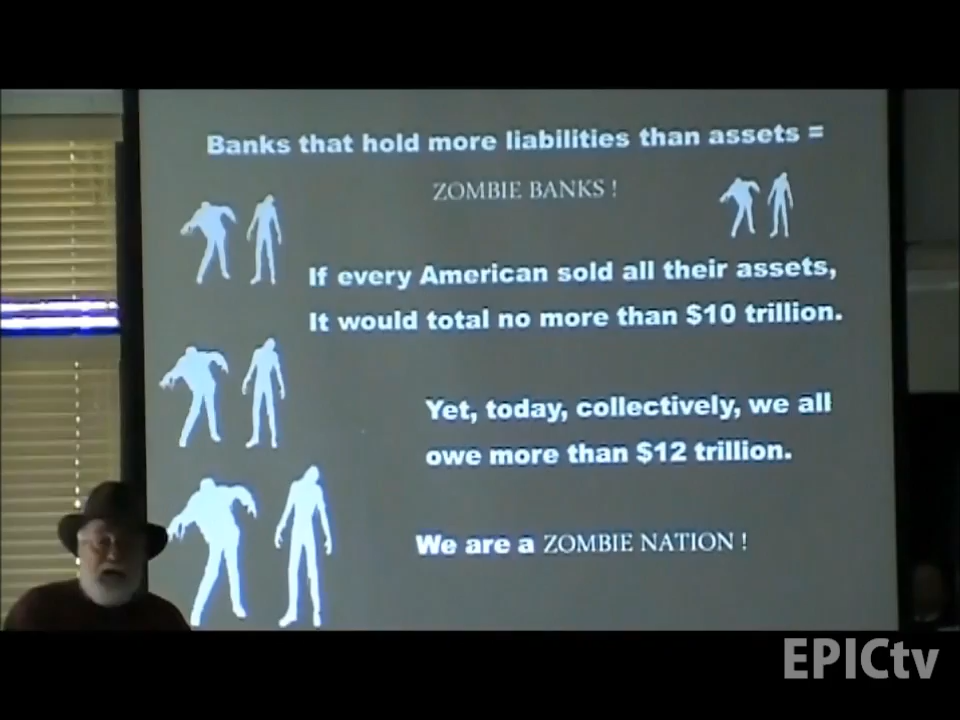 Banks that hold more liabilities than assets =
ZOMBIE BANKS !
If every American sold all their assets,
It would total no more than $10 trillion.
Yet, today, collectively, we all
owe more than $12 trillion.
We are a ZOMBIE NATION !
EPICtv